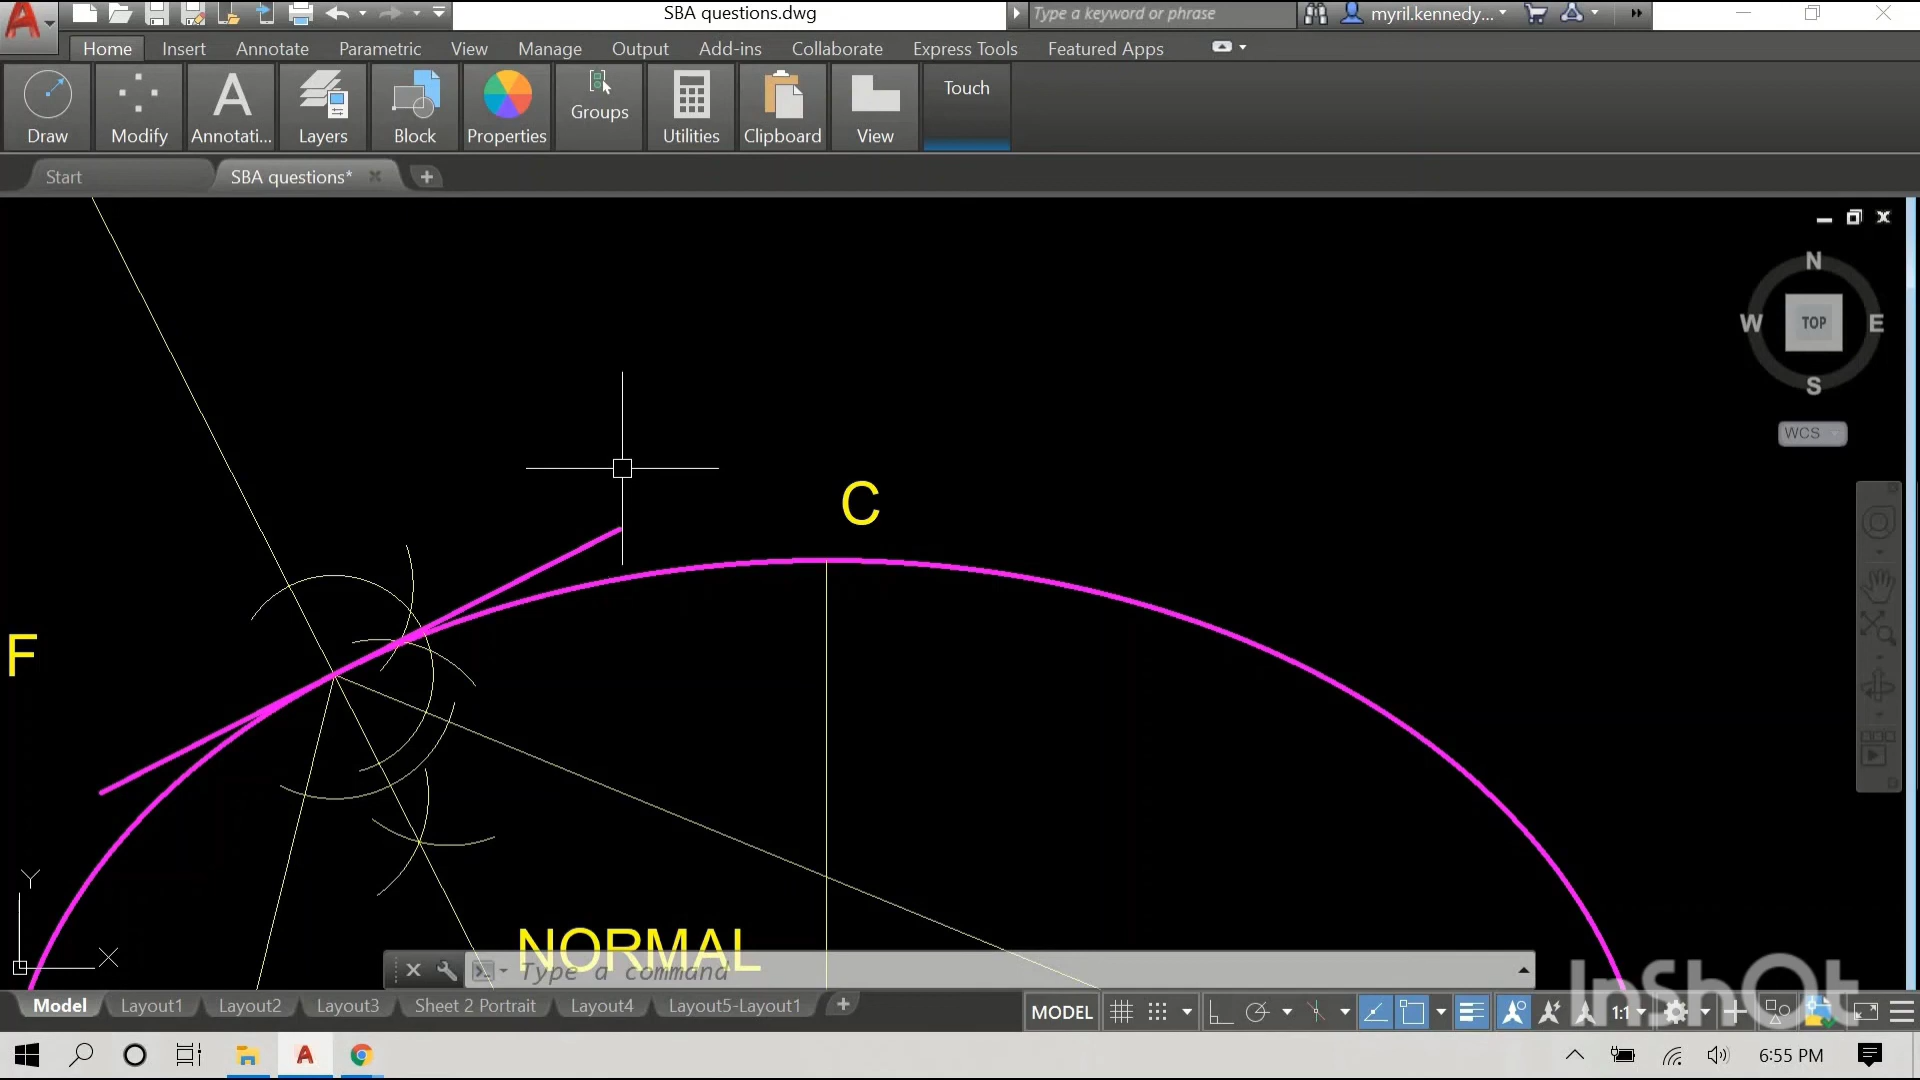 SBA questions.dwg
Type a keyword or phrase
myril.kennedy...
Home Insert Annotate Parametric View Manage Output Add-ins Collaborate Express Tools Featured Apps
Draw Modify Annotati... Layers Block Properties Groups Utilities Clipboard View Touch
Start SBA questions*
N
W TOP E
S
WCS
C
F
Y
X
NORMAL
Type a command
InShOt
Model Layout1 Layout2 Layout3 Sheet 2 Portrait Layout4 Layout5-Layout1
MODEL 1:1
6:55 PM